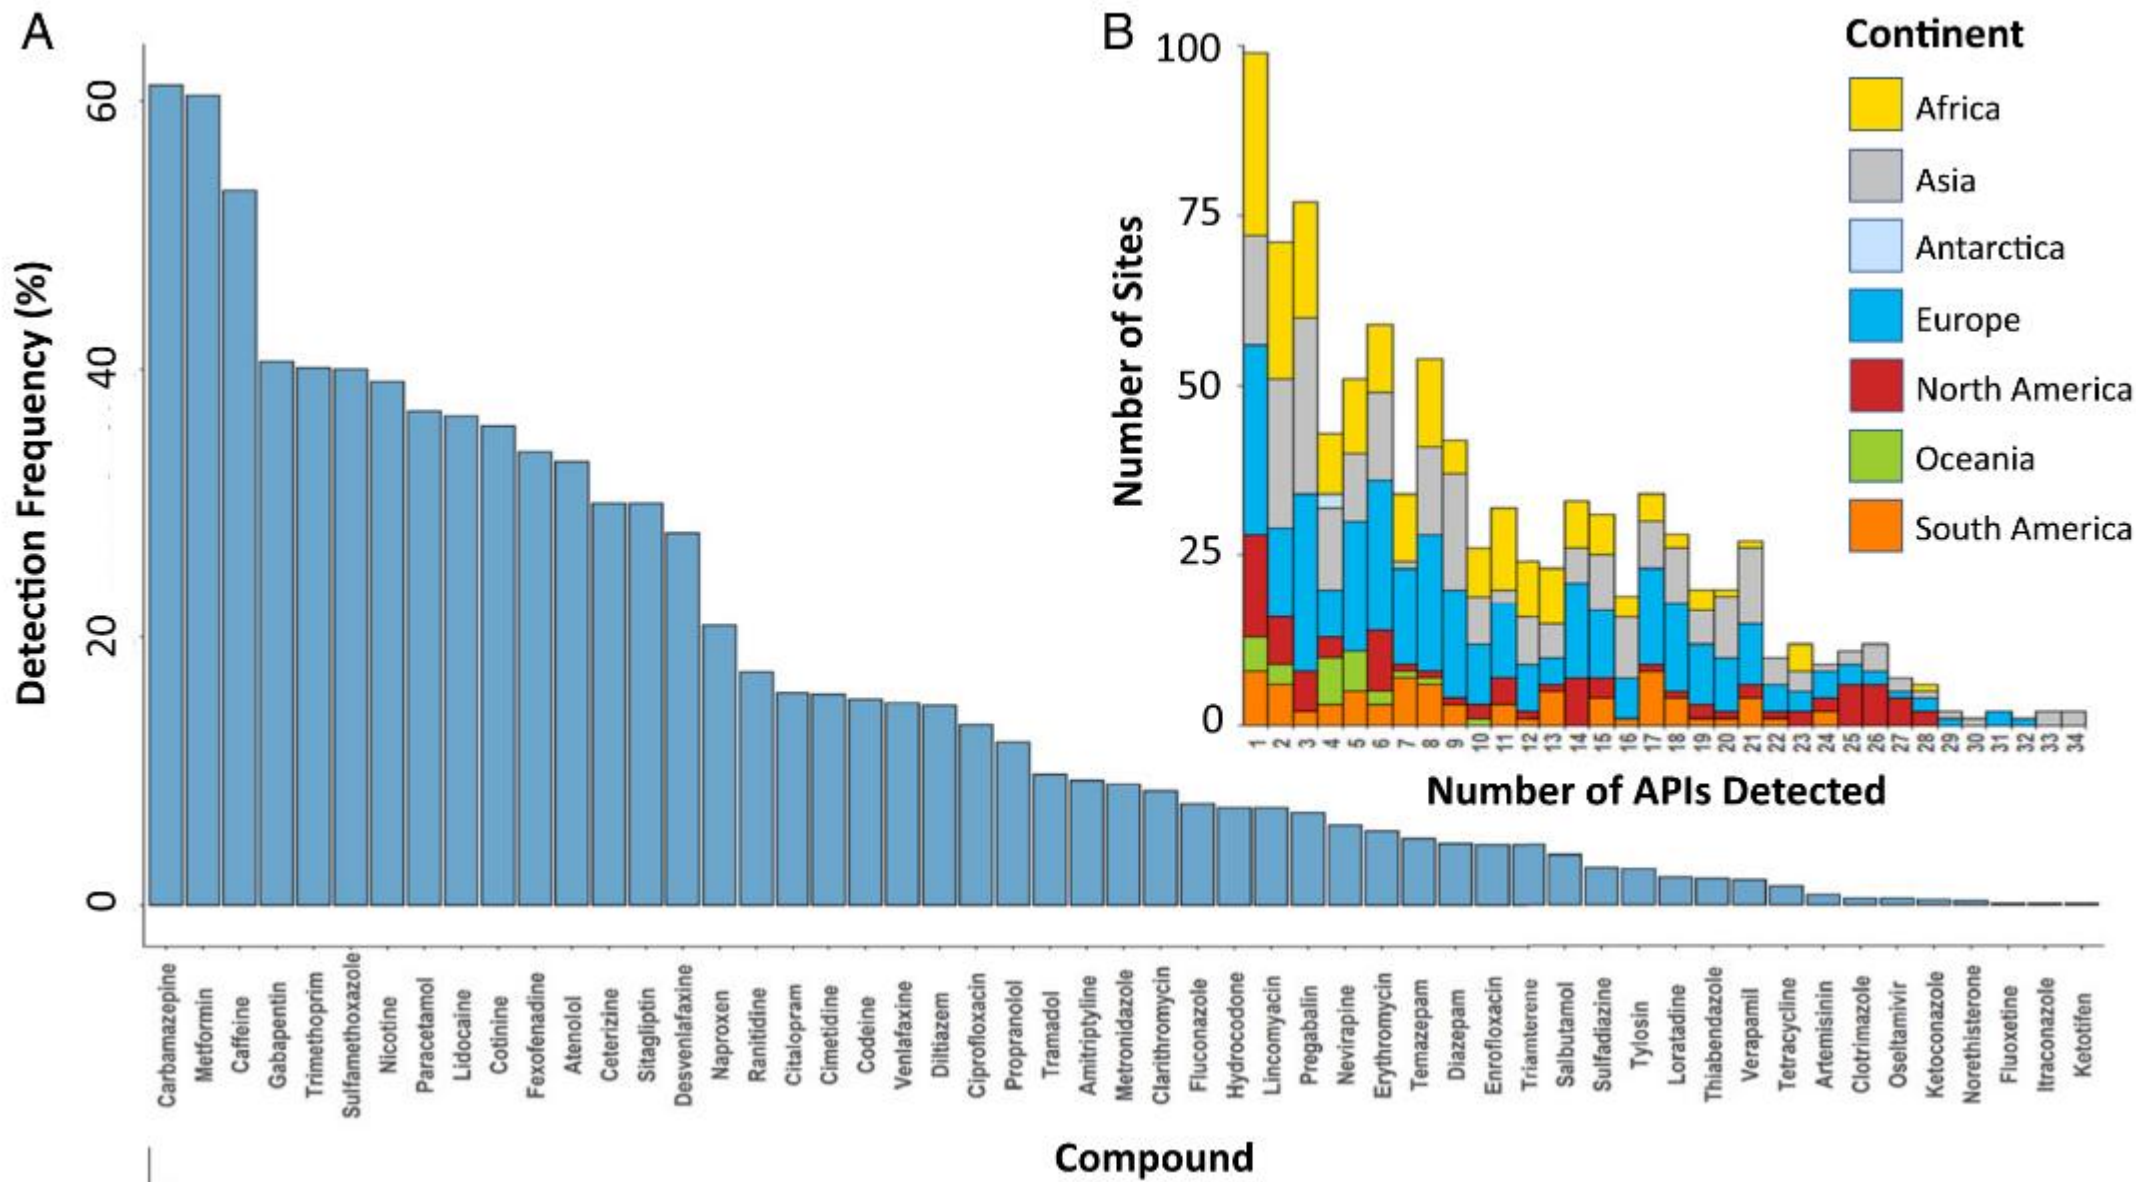 A
Detection Frequency (%)
60
40
20
0
Carbamazepine
Metformin
Caffeine
Gabapentin
Trimethoprim
Sulfamethoxazole
Nicotine
Paracetamol
Lidocaine
Cotinine
Fexofenadine
Atenolol
Ceterizine
Sitagliptin
Desvenlafaxine
Naproxen
Ranitidine
Citalopram
Cimetidine
Codeine
Venlafaxine
Diltiazem
Ciprofloxacin
Propranolol
Tramadol
Amitriptyline
Metronidazole
Clarithromycin
Fluconazole
Hydrocodone
Lincomyacin
Pregabalin
Nevirapine
Erythromycin
Temazepam
Diazepam
Enrofloxacin
Triamterene
Salbutamol
Sulfadiazine
Tylosin
Loratadine
Thiabendazole
Verapamil
Tetracycline
Artemisinin
Clotrimazole
Oseltamivir
Ketoconazole
Norethisterone
Fluoxetine
Itraconazole
Ketotifen
Compound
B
Number of Sites
100
75
50
25
0
1 2 3 4 5 6 7 8 9 10 11 12 13 14 15 16 17 18 19 20 21 22 23 24 25 26 27 28 29 30 31 32 33 34
Number of APIs Detected
Continent
Africa
Asia
Antarctica
Europe
North America
Oceania
South America